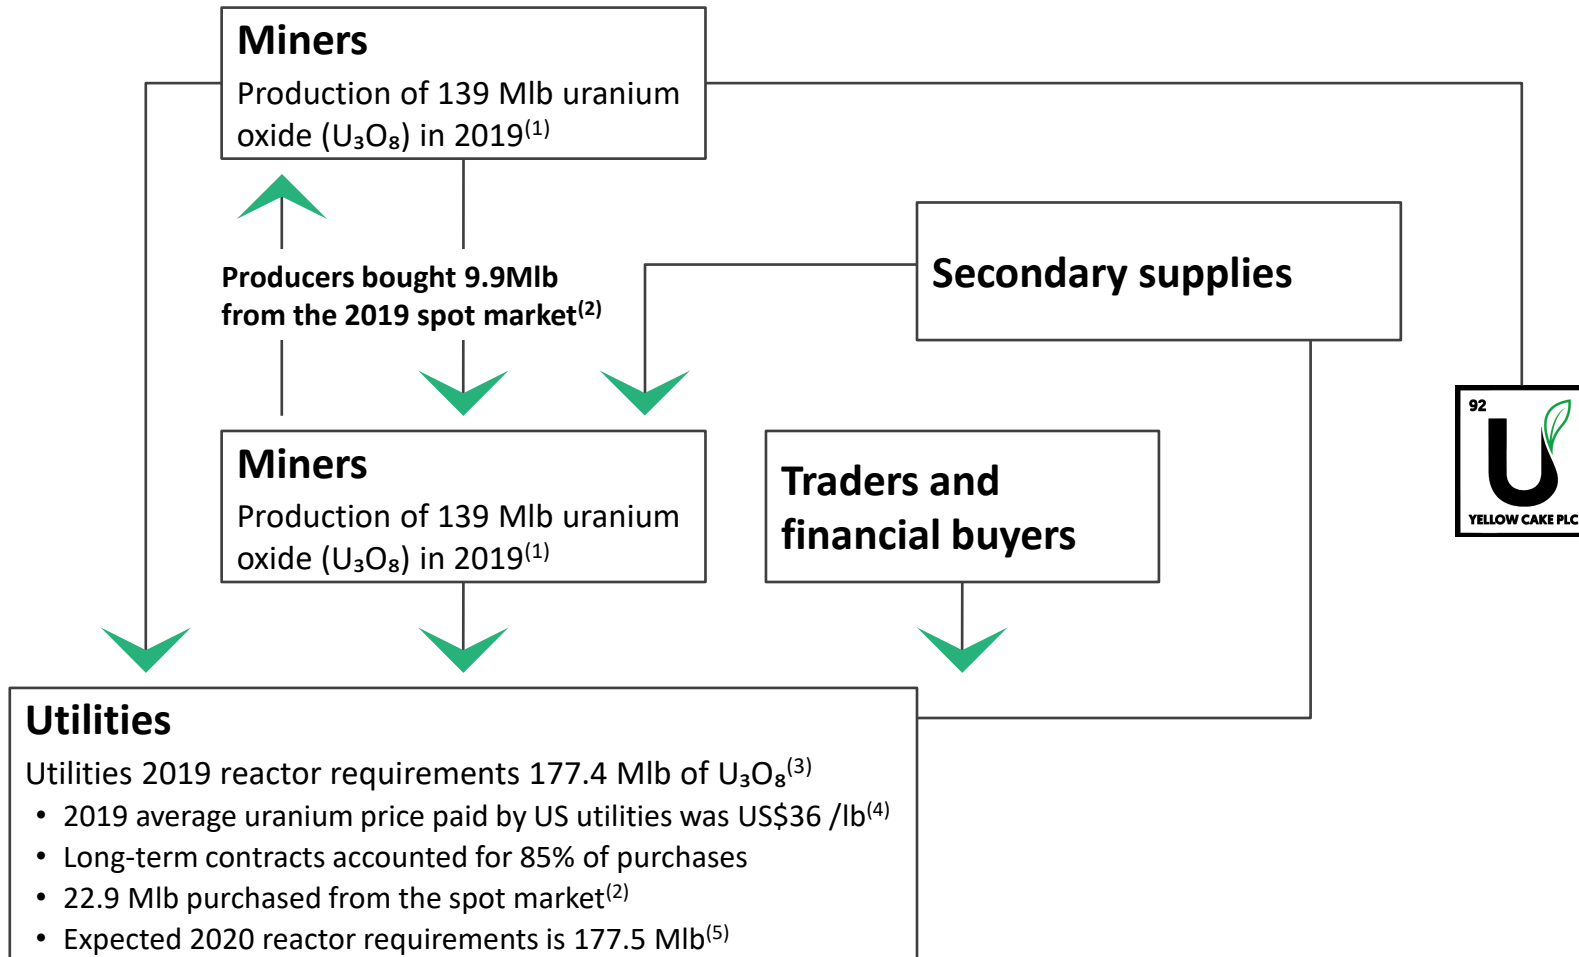 Miners
Production of 139 Mlb uranium
oxide (U₃O₈) in 2019⁽¹⁾
Producers bought 9.9Mlb
from the 2019 spot market⁽²⁾
Secondary supplies
92
U
YELLOW CAKE PLC
Miners
Production of 139 Mlb uranium
oxide (U₃O₈) in 2019⁽¹⁾
Traders and
financial buyers
Utilities
Utilities 2019 reactor requirements 177.4 Mlb of U₃O₈⁽³⁾
• 2019 average uranium price paid by US utilities was US$36 /lb⁽⁴⁾
• Long-term contracts accounted for 85% of purchases
• 22.9 Mlb purchased from the spot market⁽²⁾
• Expected 2020 reactor requirements is 177.5 Mlb⁽⁵⁾